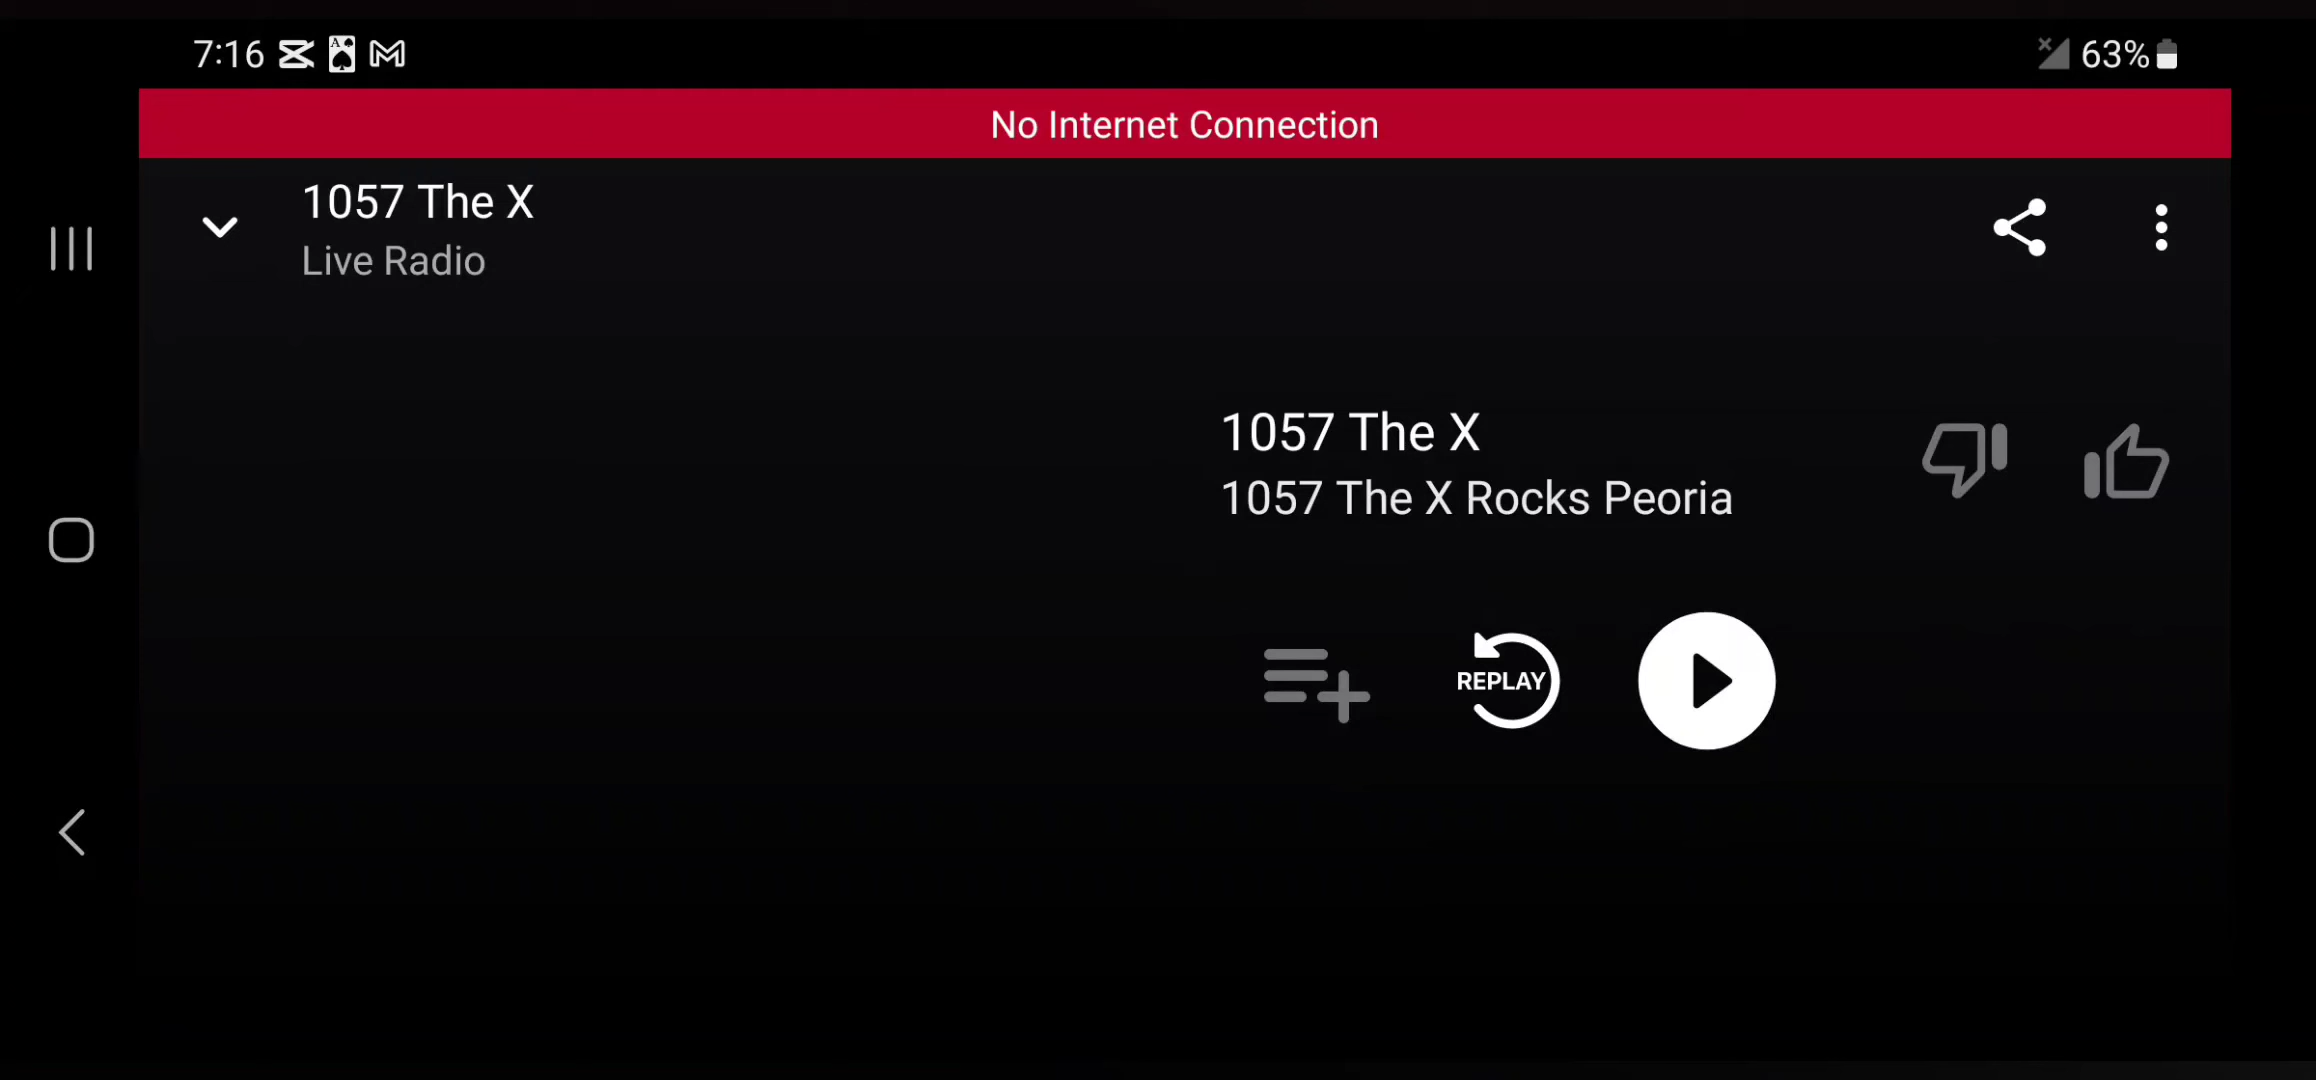 7:16
63%
No Internet Connection
1057 The X
Live Radio
1057 The X
1057 The X Rocks Peoria
REPLAY